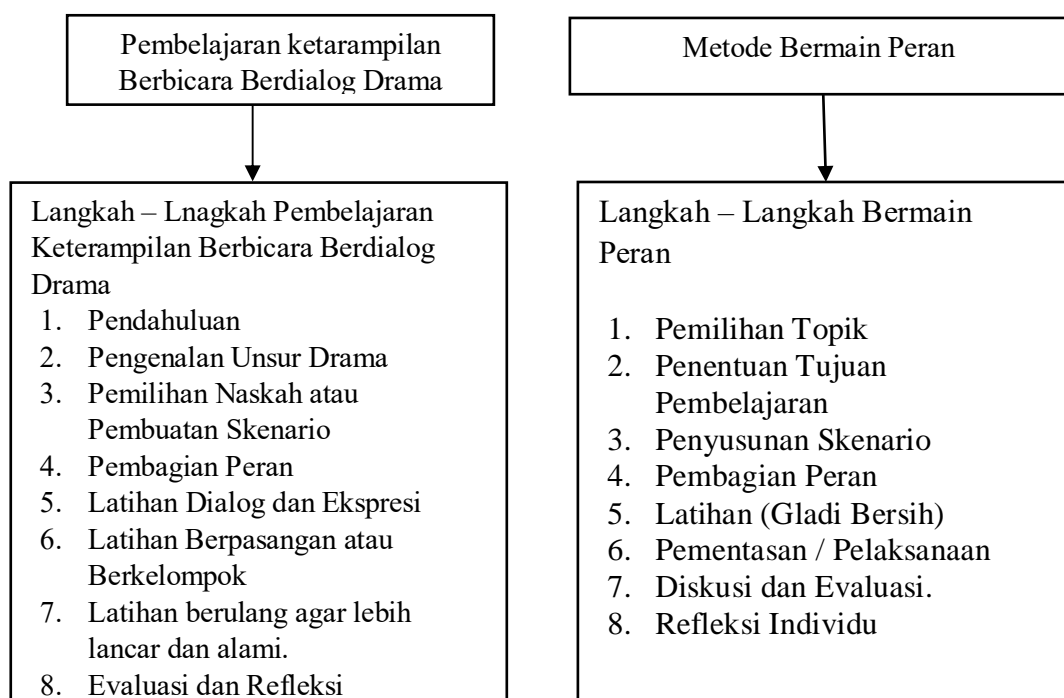 Pembelajaran ketarampilan
Berbicara Berdialog Drama
Metode Bermain Peran
Langkah – Lnagkah Pembelajaran
Keterampilan Berbicara Berdialog
Drama
1. Pendahuluan
2. Pengenalan Unsur Drama
3. Pemilihan Naskah atau
Pembuatan Skenario
4. Pembagian Peran
5. Latihan Dialog dan Ekspresi
6. Latihan Berpasangan atau
Berkelompok
7. Latihan berulang agar lebih
lancar dan alami.
8. Evaluasi dan Refleksi
Langkah – Langkah Bermain
Peran
1. Pemilihan Topik
2. Penentuan Tujuan
Pembelajaran
3. Penyusunan Skenario
4. Pembagian Peran
5. Latihan (Gladi Bersih)
6. Pementasan / Pelaksanaan
7. Diskusi dan Evaluasi.
8. Refleksi Individu